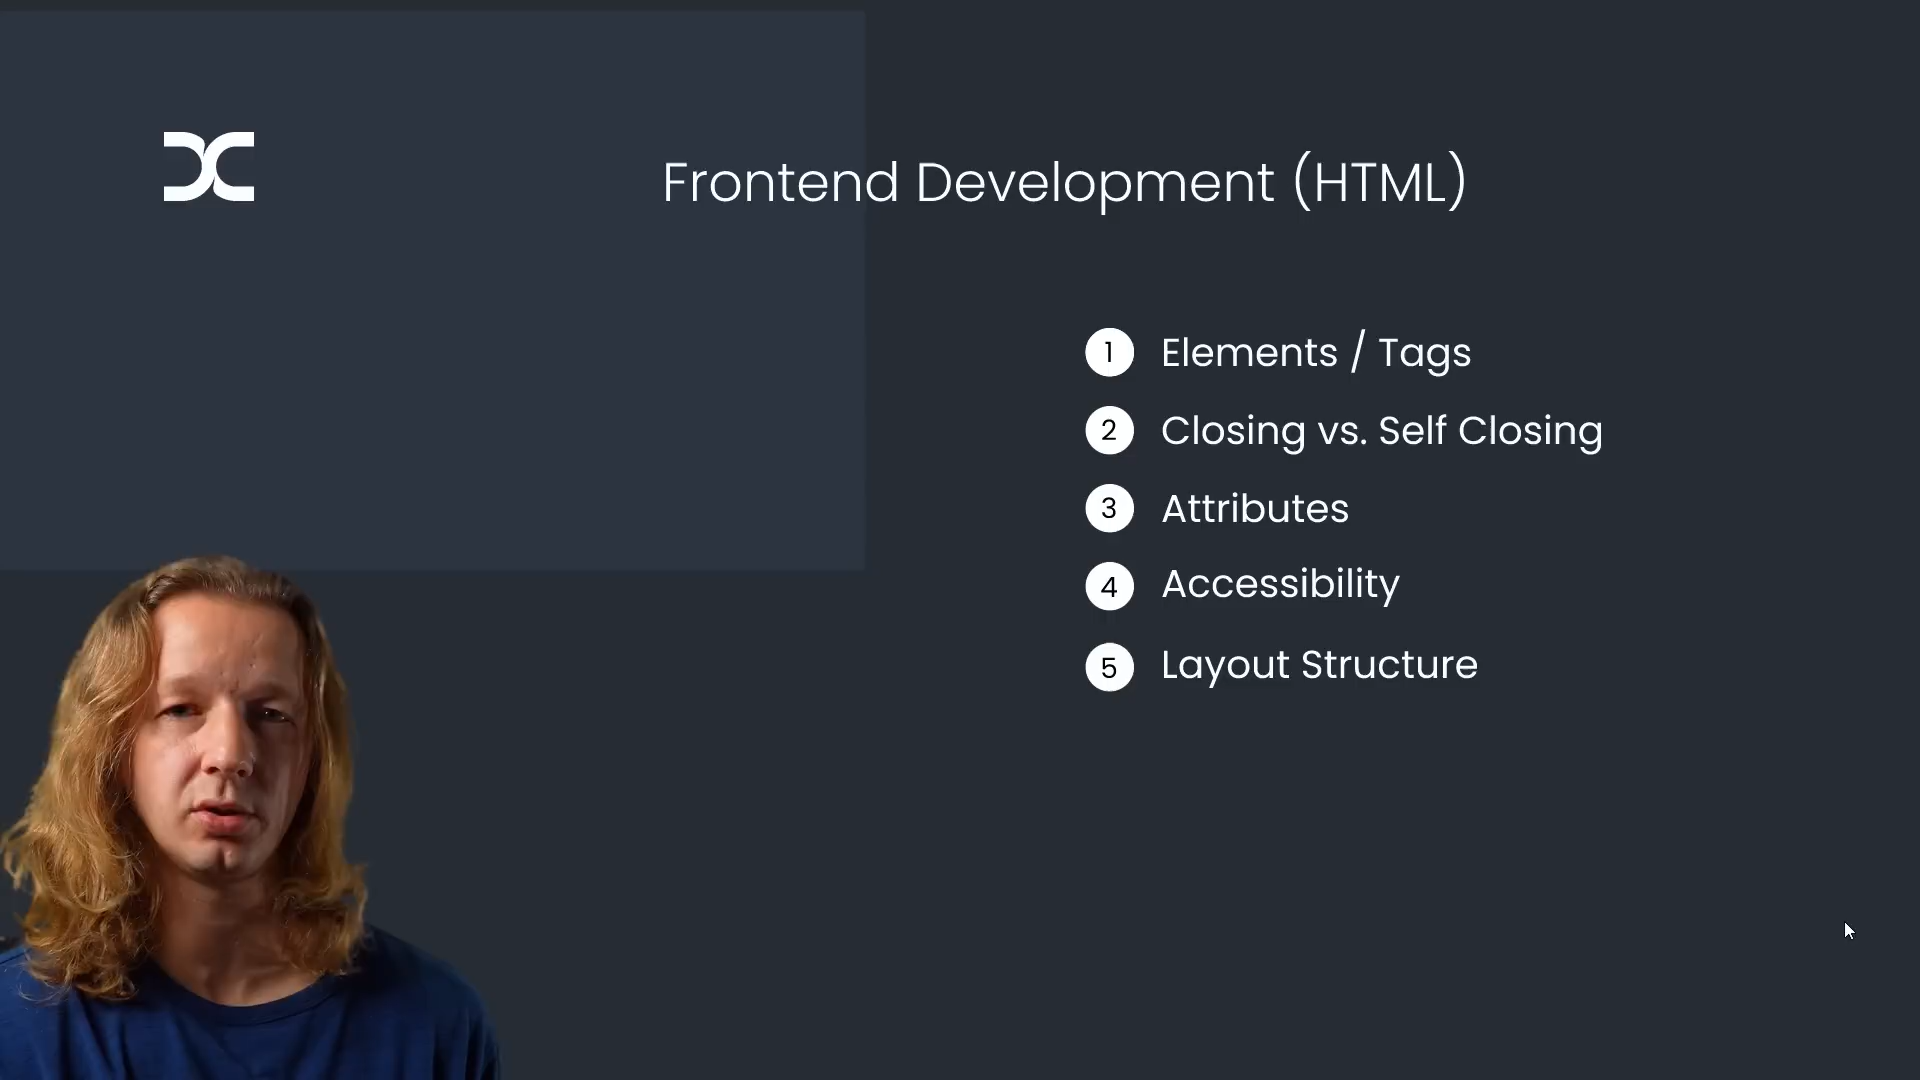 Frontend Development (HTML)
1 Elements / Tags
2 Closing vs. Self Closing
3 Attributes
4 Accessibility
5 Layout Structure